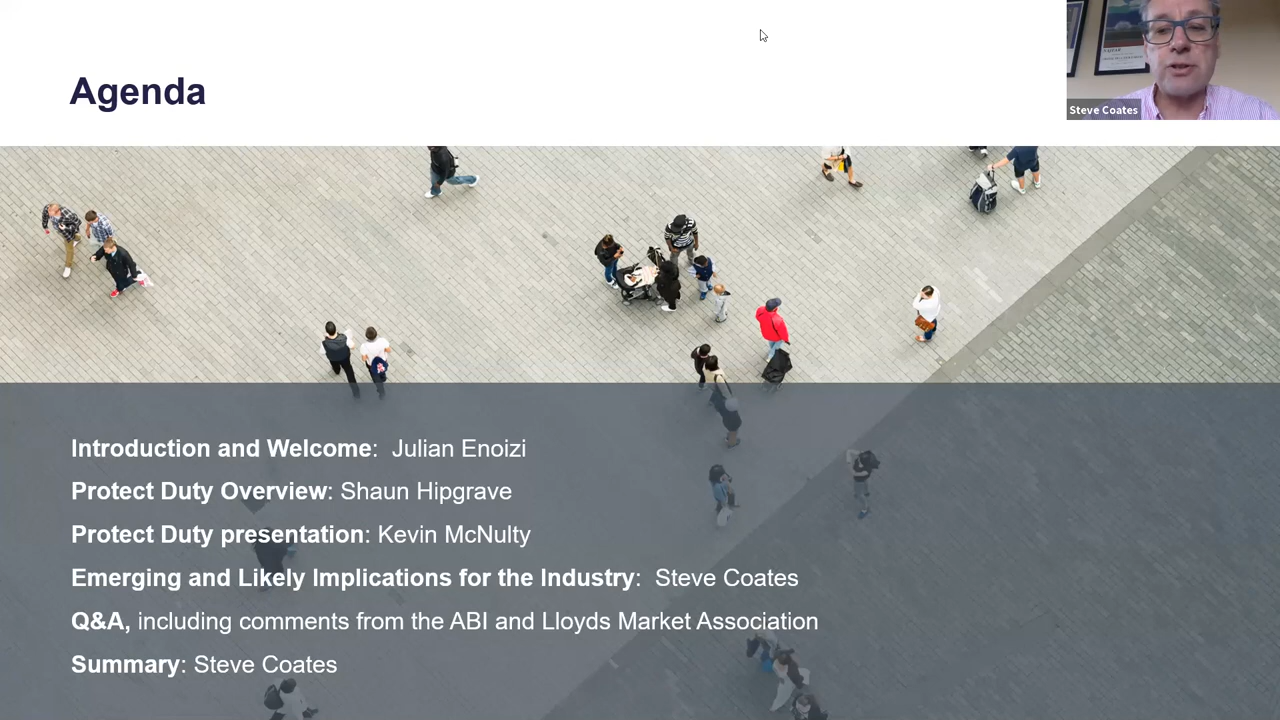 Agenda
Steve Coates
Introduction and Welcome:  Julian Enoizi
Protect Duty Overview: Shaun Hipgrave
Protect Duty presentation: Kevin McNulty
Emerging and Likely Implications for the Industry:  Steve Coates
Q&A, including comments from the ABI and Lloyds Market Association
Summary: Steve Coates